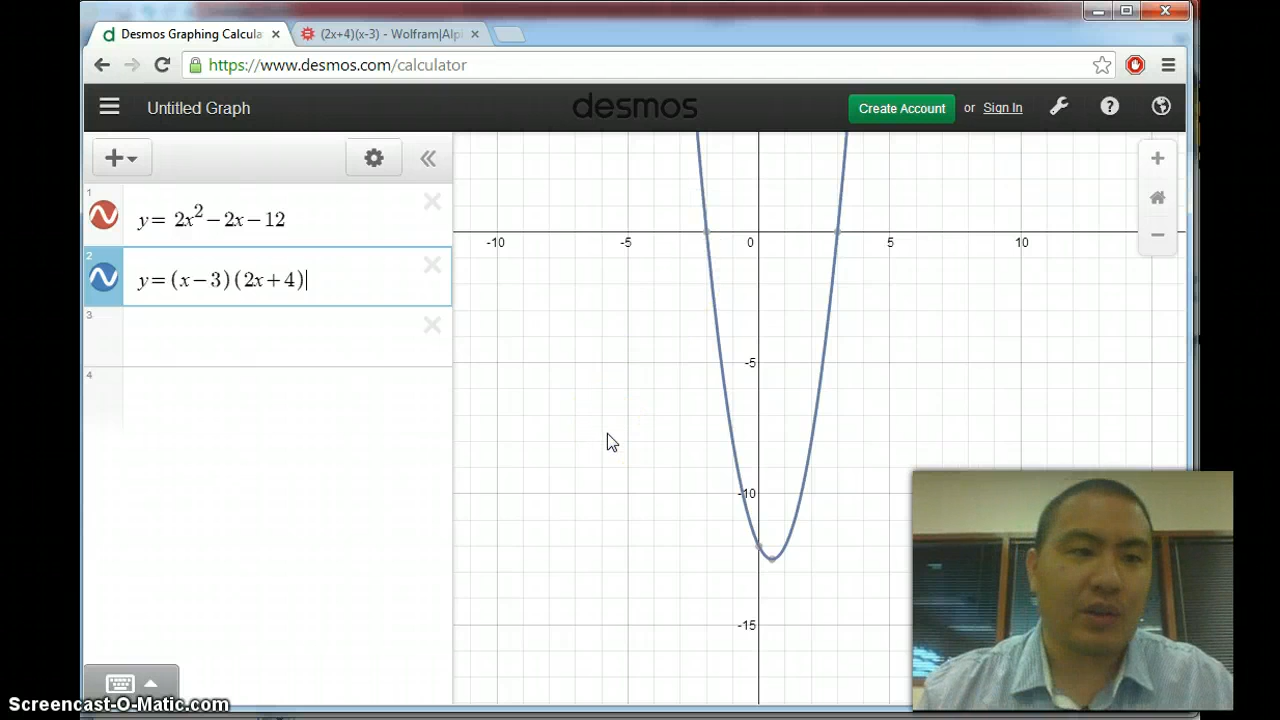 Desmos Graphing Calcula
(2x+4)(x-3) - Wolfram|Alp
https://www.desmos.com/calculator
Untitled Graph
desmos
Create Account or Sign In
1
y = 2x² − 2x − 12
2
y = (x − 3)(2x + 4)
3
4
-10
-5
0
5
10
-5
-10
-15
Screencast-O-Matic.com